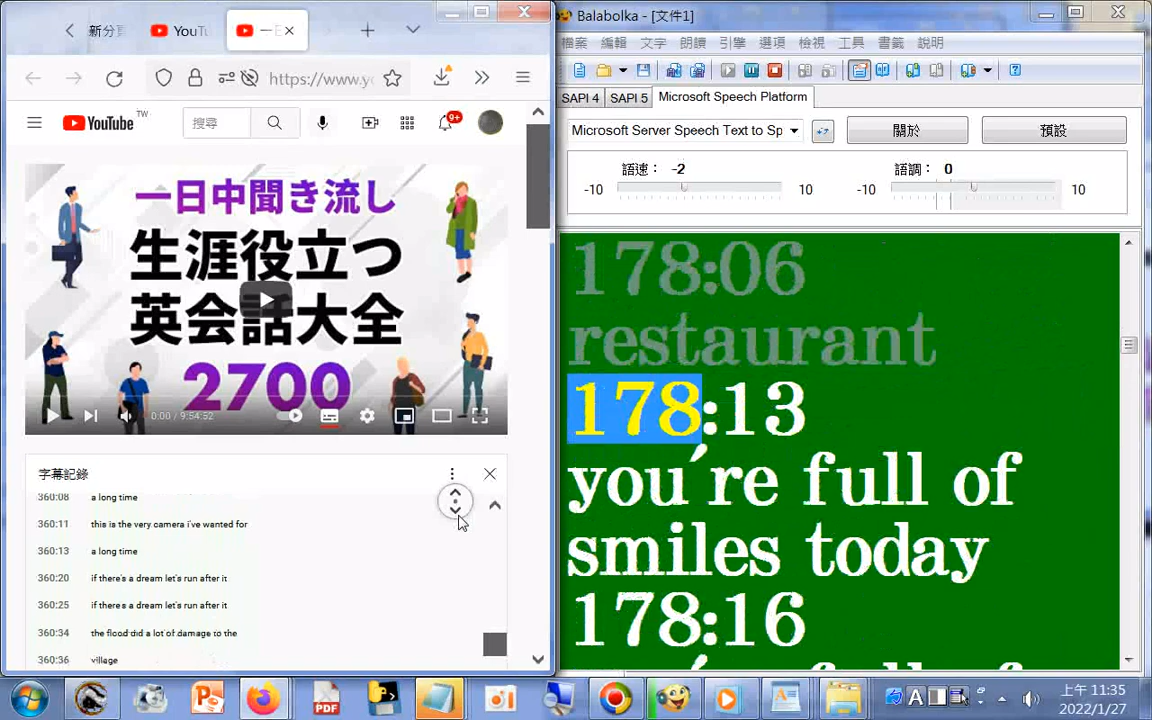 新分頁
YouTu
一日
https://www.yo
TW
YouTube
搜尋
9+
一日中聞き流し
生涯役立つ
英会話大全
2700
0:00 / 9:54:52
字幕記錄
360:08 a long time
360:11 this is the very camera i've wanted for
360:13 a long time
360:20 if there's a dream let's run after it
360:25 if there's a dream let's run after it
360:34 the flood did a lot of damage to the
360:36 village
Balabolka - [文件1]
檔案 編輯 文字 朗讀 引擎 選項 檢視 工具 書籤 說明
SAPI 4 SAPI 5 Microsoft Speech Platform
Microsoft Server Speech Text to Sp
關於 預設
語速： -2 語調： 0
-10 10 -10 10
178:06
restaurant
178:13
you're full of
smiles today
178:16
you're full of
PDF
A
上午 11:35
2022/1/27